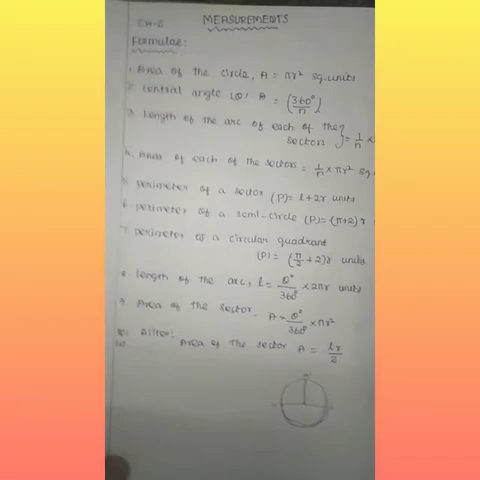 CH-2 MEASUREMENTS
Formulae:
1. Area of the circle, A = πr² sq.units
2. Central angle (θ), θ = (360°/n)
3. Length of the arc of each of the
sectors } = 1/n ×
4. Area of each of the sectors = 1/n × πr² sq.
5. Perimeter of a sector (P) = l+2r units
6. Perimeter of a semi-circle (P) = (π+2)r
7. Perimeter of a circular quadrant
(P) = (π/2 + 2)r units
8. Length of the arc, l = θ°/360° × 2πr units
9. Area of the sector. A = θ°/360° × πr²
Area of the sector A = lr/2